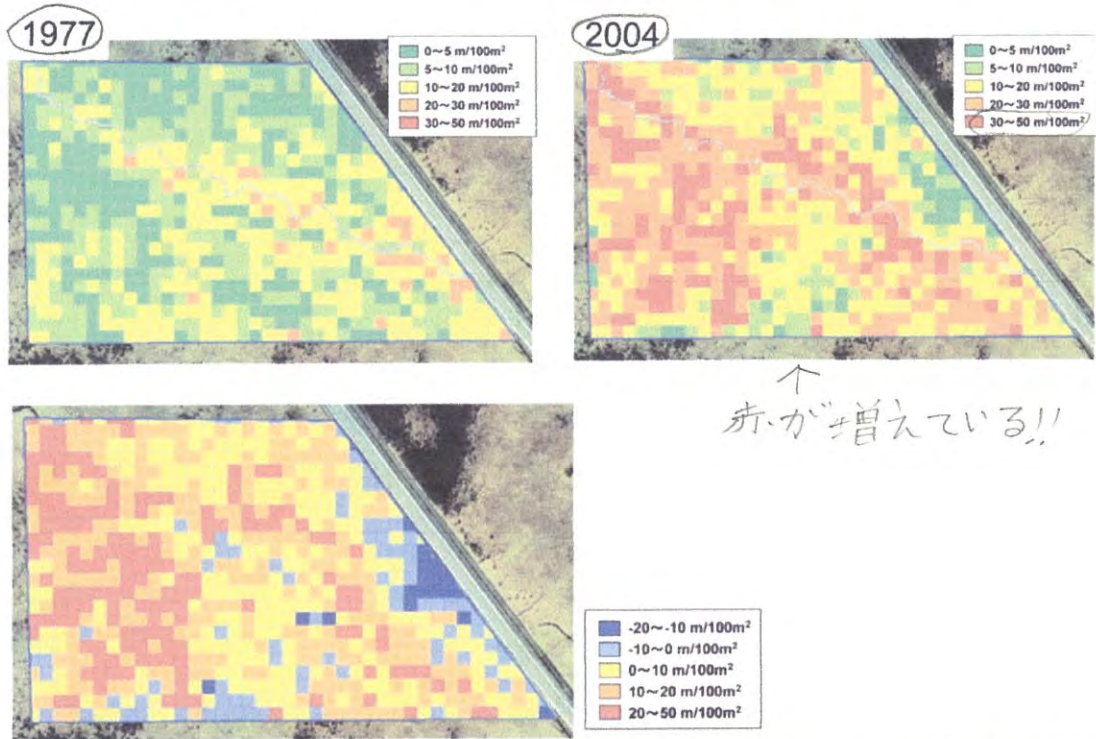 1977
0~5 m/100m²
5~10 m/100m²
10~20 m/100m²
20~30 m/100m²
30~50 m/100m²
2004
0~5 m/100m²
5~10 m/100m²
10~20 m/100m²
20~30 m/100m²
30~50 m/100m²
↑
赤が増えている!!
-20~-10 m/100m²
-10~0 m/100m²
0~10 m/100m²
10~20 m/100m²
20~50 m/100m²